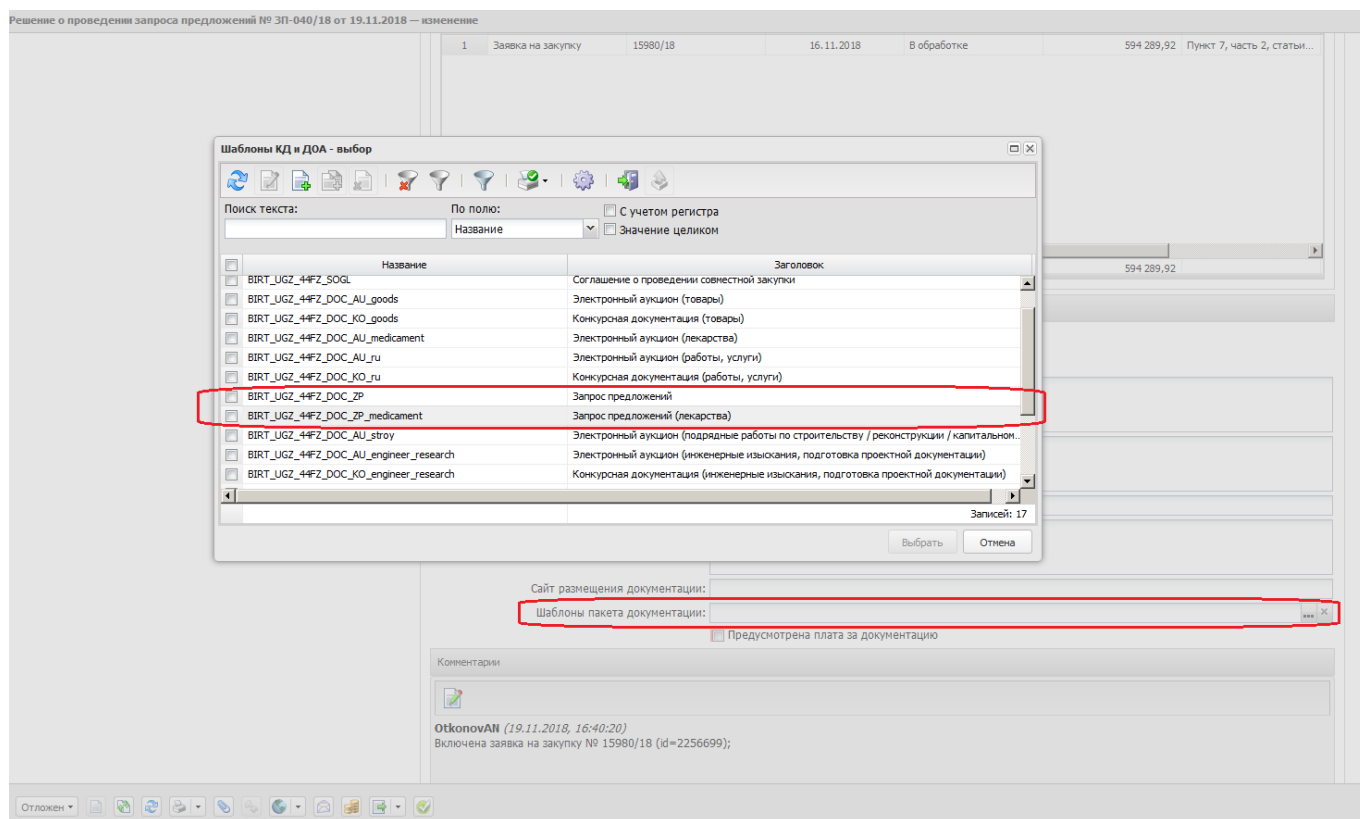 Решение о проведении запроса предложений № ЗП-040/18 от 19.11.2018 — изменение
1 Заявка на закупку 15980/18 16.11.2018 В обработке 594 289,92 Пункт 7, часть 2, статьи...
Шаблоны КД и ДОА - выбор
Поиск текста: По полю: С учетом регистра
Название Значение целиком
Название Заголовок
BIRT_UGZ_44FZ_SOGL Соглашение о проведении совместной закупки
594 289,92
BIRT_UGZ_44FZ_DOC_AU_goods Электронный аукцион (товары)
BIRT_UGZ_44FZ_DOC_KO_goods Конкурсная документация (товары)
BIRT_UGZ_44FZ_DOC_AU_medicament Электронный аукцион (лекарства)
BIRT_UGZ_44FZ_DOC_AU_ru Электронный аукцион (работы, услуги)
BIRT_UGZ_44FZ_DOC_KO_ru Конкурсная документация (работы, услуги)
BIRT_UGZ_44FZ_DOC_ZP Запрос предложений
BIRT_UGZ_44FZ_DOC_ZP_medicament Запрос предложений (лекарства)
BIRT_UGZ_44FZ_DOC_AU_stroy Электронный аукцион (подрядные работы по строительству / реконструкции / капитальном...
BIRT_UGZ_44FZ_DOC_AU_engineer_research Электронный аукцион (инженерные изыскания, подготовка проектной документации)
BIRT_UGZ_44FZ_DOC_KO_engineer_research Конкурсная документация (инженерные изыскания, подготовка проектной документации)
Записей: 17
Выбрать Отмена
Сайт размещения документации:
Шаблоны пакета документации: ...
Предусмотрена плата за документацию
Комментарии
OtkonovAN (19.11.2018, 16:40:20)
Включена заявка на закупку № 15980/18 (id=2256699);
Отложен